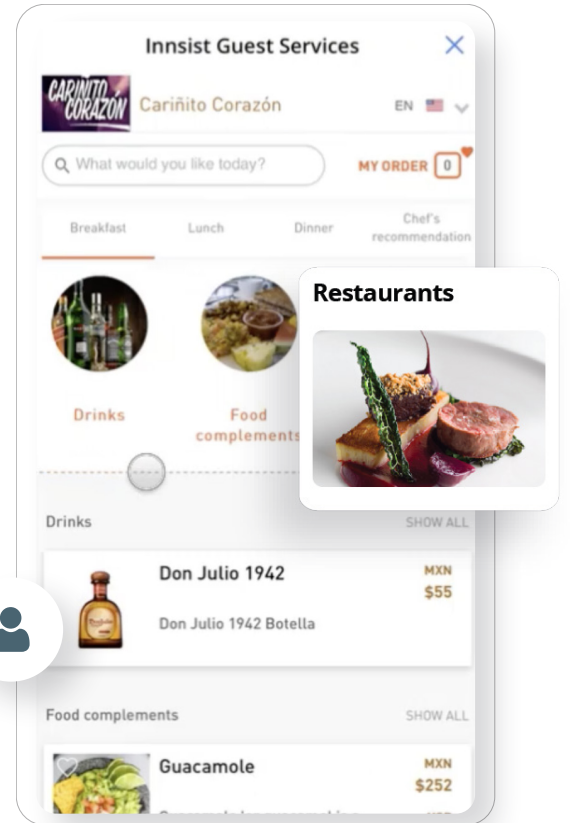 Innsist Guest Services
CARIÑITO
CORAZÓN
Cariñito Corazón
EN
What would you like today?
MY ORDER 0
Breakfast
Lunch
Dinner
Chef's
recommendation
Restaurants
Drinks
Food
complements
Drinks
SHOW ALL
Don Julio 1942
MXN
$55
Don Julio 1942 Botella
Food complements
SHOW ALL
Guacamole
MXN
$252